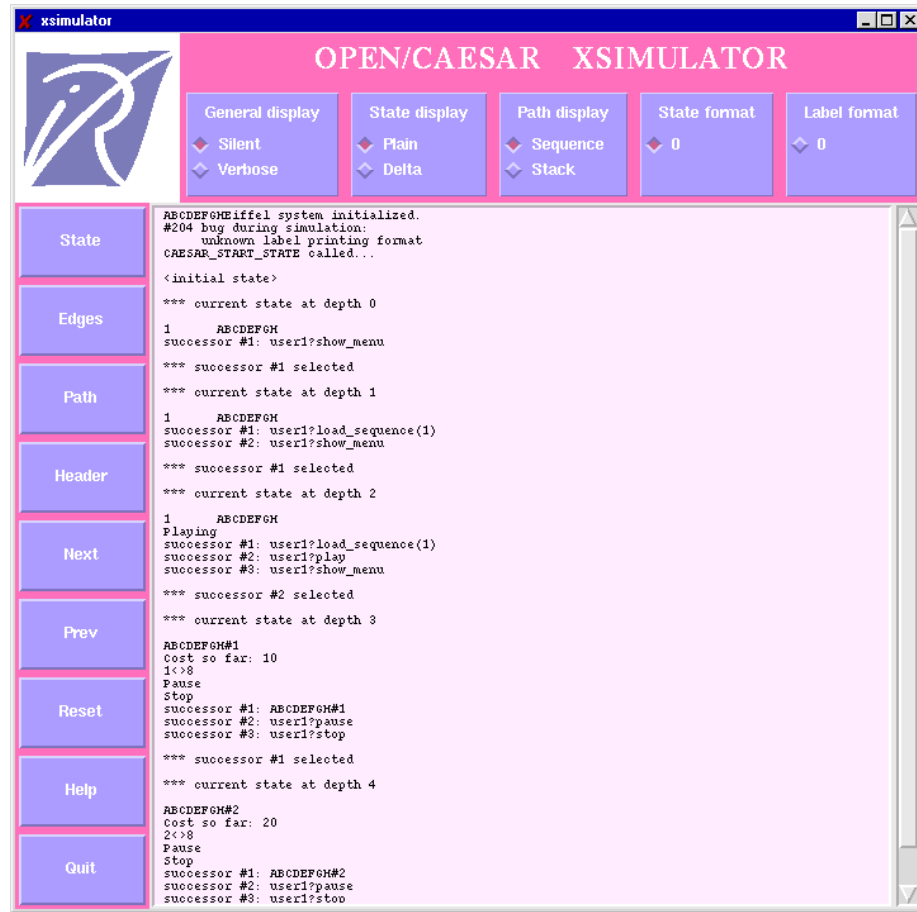 xsimulator
OPEN/CAESAR XSIMULATOR
General display
Silent
Verbose
State display
Plain
Delta
Path display
Sequence
Stack
State format
0
Label format
0
State
Edges
Path
Header
Next
Prev
Reset
Help
Quit
ABCDEFGHEiffel system initialized.
#204 bug during simulation:
unknown label printing format
CAESAR_START_STATE called...
<initial state>
*** current state at depth 0
1 ABCDEFGH
successor #1: user1?show_menu
*** successor #1 selected
*** current state at depth 1
1 ABCDEFGH
successor #1: user1?load_sequence(1)
successor #2: user1?show_menu
*** successor #1 selected
*** current state at depth 2
1 ABCDEFGH
Playing
successor #1: user1?load_sequence(1)
successor #2: user1?play
successor #3: user1?show_menu
*** successor #2 selected
*** current state at depth 3
ABCDEFGH#1
Cost so far: 10
1<>8
Pause
Stop
successor #1: ABCDEFGH#1
successor #2: user1?pause
successor #3: user1?stop
*** successor #1 selected
*** current state at depth 4
ABCDEFGH#2
Cost so far: 20
2<>8
Pause
Stop
successor #1: ABCDEFGH#2
successor #2: user1?pause
successor #3: user1?stop